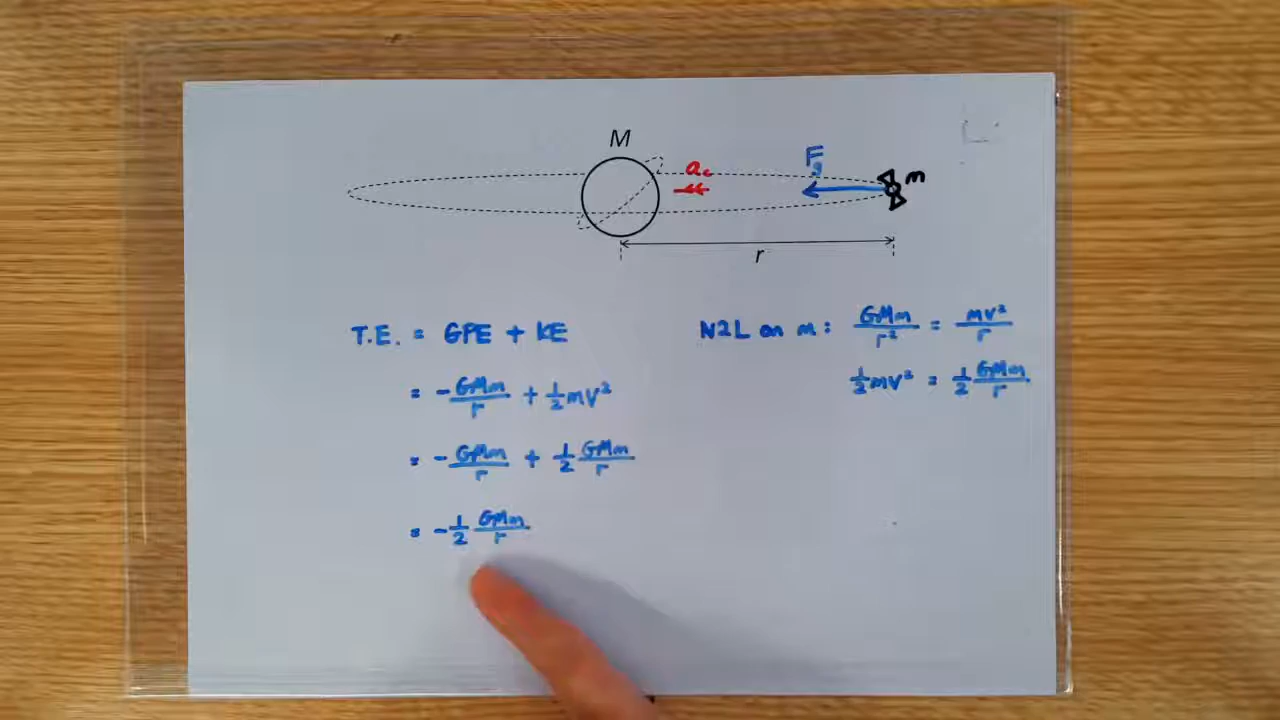 M
a_c
F_g
m
r
T.E. = GPE + KE
= -GMm/r + 1/2 mv²
= -GMm/r + 1/2 GMm/r
= -1/2 GMm/r
N2L on m: GMm/r² = mv²/r
1/2 mv² = 1/2 GMm/r